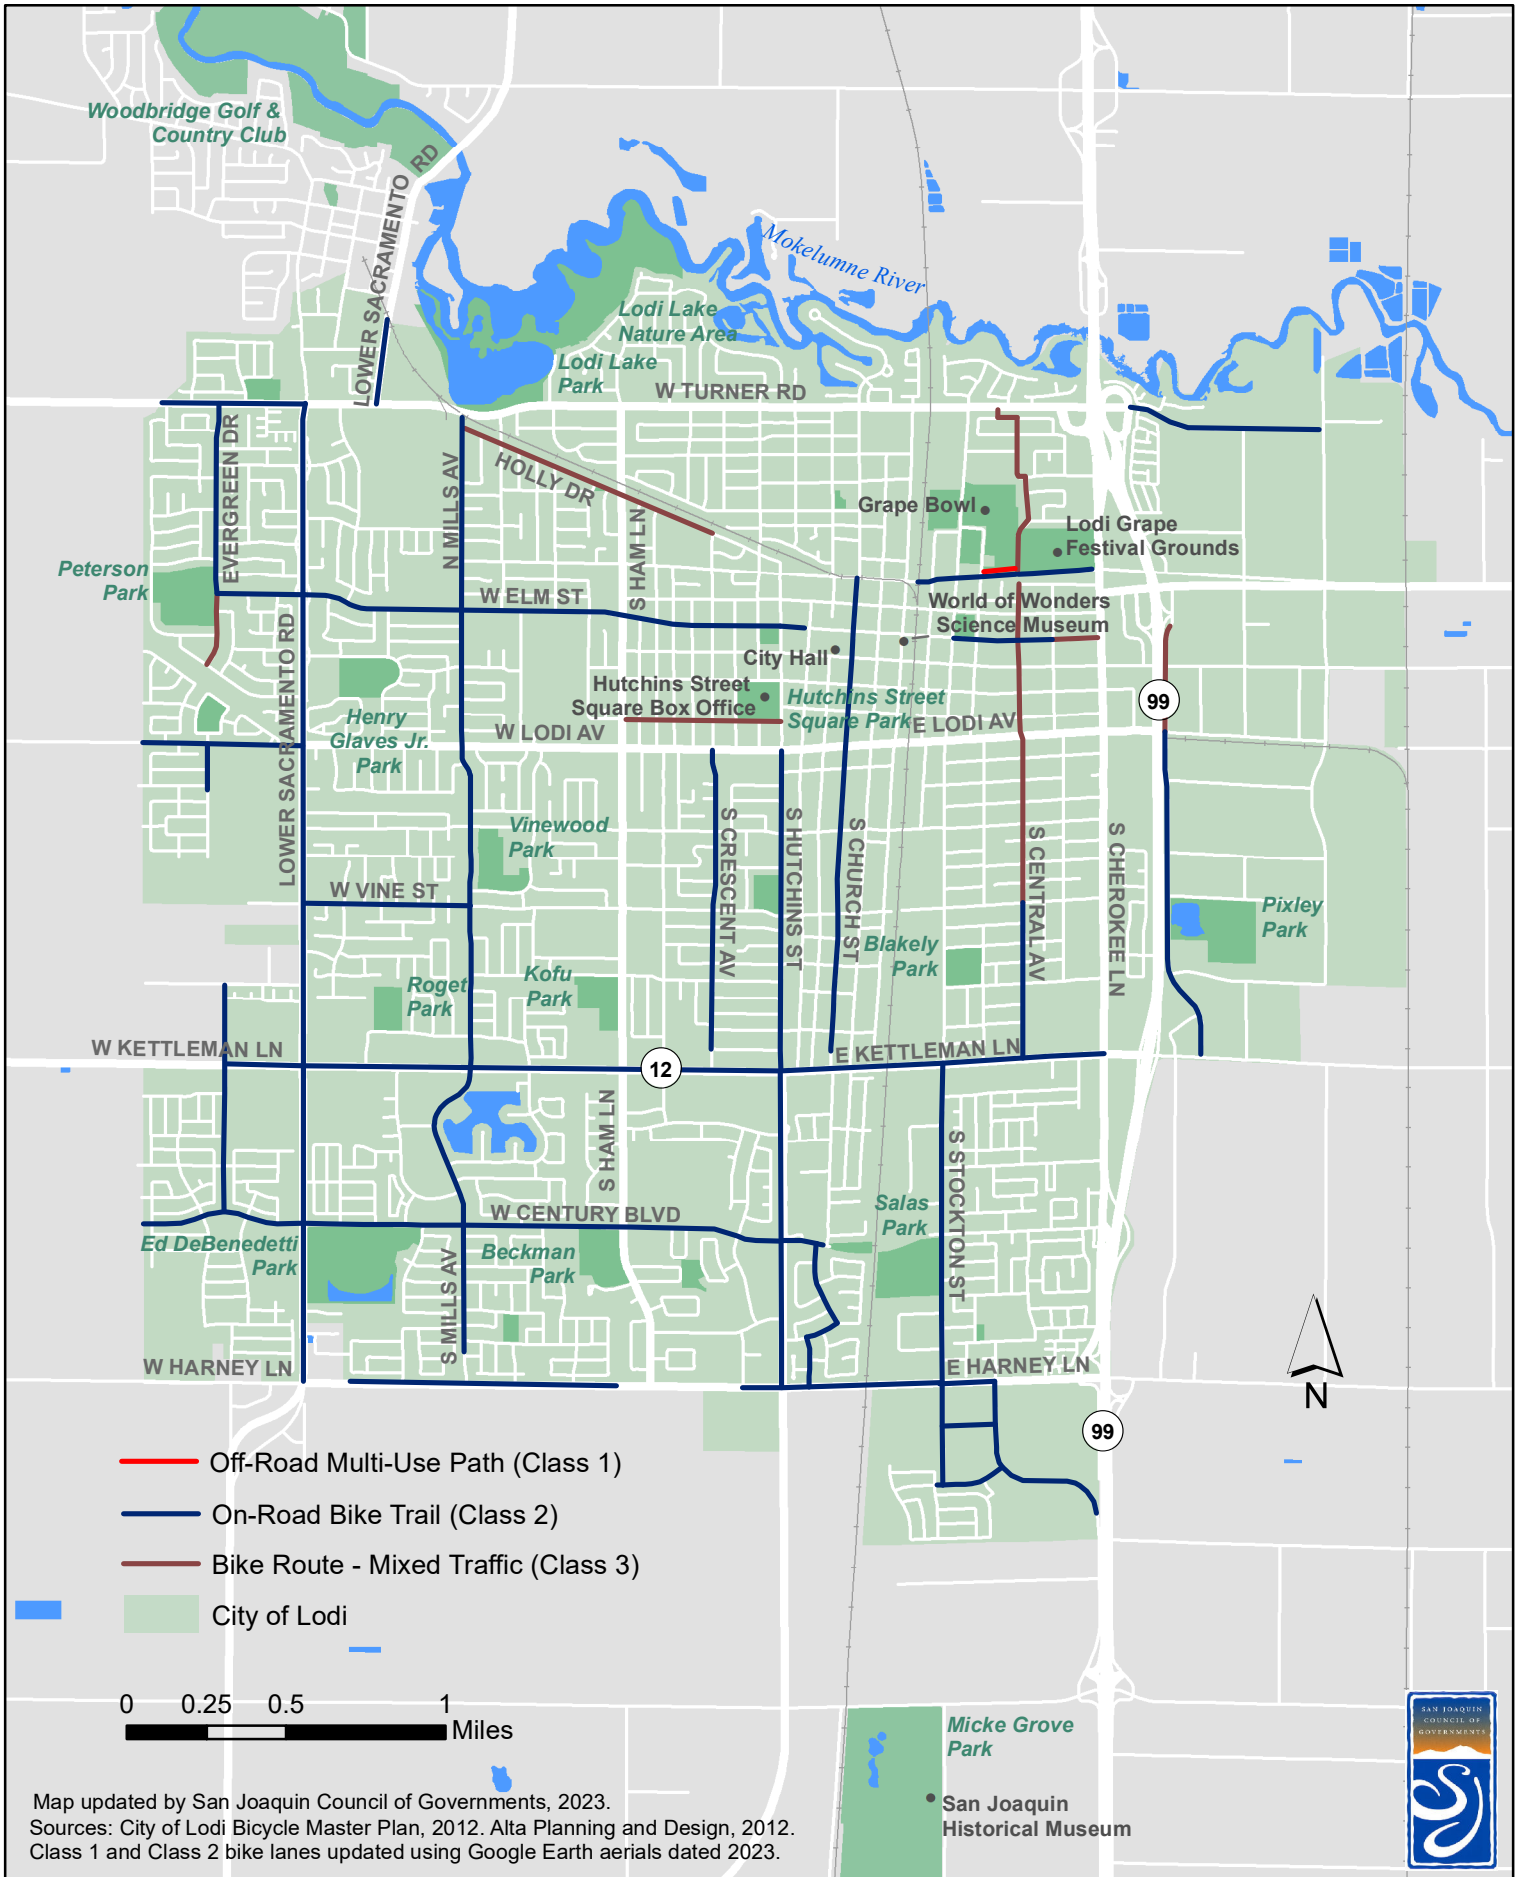 Woodbridge Golf &
Country Club
LOWER SACRAMENTO RD
Mokelumne River
Lodi Lake
Nature Area
Lodi Lake
Park
W TURNER RD
EVERGREEN DR
N MILLS AV
HOLLY DR
S HAM LN
Grape Bowl
Lodi Grape
Festival Grounds
Peterson
Park
W ELM ST
World of Wonders
Science Museum
City Hall
LOWER SACRAMENTO RD
Hutchins Street
Square Box Office
Hutchins Street
Square Park
99
Henry
Glaves Jr.
Park
W LODI AV
E LODI AV
Vinewood
Park
S CRESCENT AV
S HUTCHINS ST
S CHURCH ST
S CENTRAL AV
S CHEROKEE LN
W VINE ST
Pixley
Park
Blakely
Park
Roget
Park
Kofu
Park
W KETTLEMAN LN
E KETTLEMAN LN
12
S HAM LN
S STOCKTON ST
Salas
Park
W CENTURY BLVD
Ed DeBenedetti
Park
S MILLS AV
Beckman
Park
W HARNEY LN
E HARNEY LN
N
99
Off-Road Multi-Use Path (Class 1)
On-Road Bike Trail (Class 2)
Bike Route - Mixed Traffic (Class 3)
City of Lodi
0 0.25 0.5 1
Miles
Micke Grove
Park
San Joaquin
Historical Museum
SAN JOAQUIN
COUNCIL OF
GOVERNMENTS
Map updated by San Joaquin Council of Governments, 2023.
Sources: City of Lodi Bicycle Master Plan, 2012. Alta Planning and Design, 2012.
Class 1 and Class 2 bike lanes updated using Google Earth aerials dated 2023.